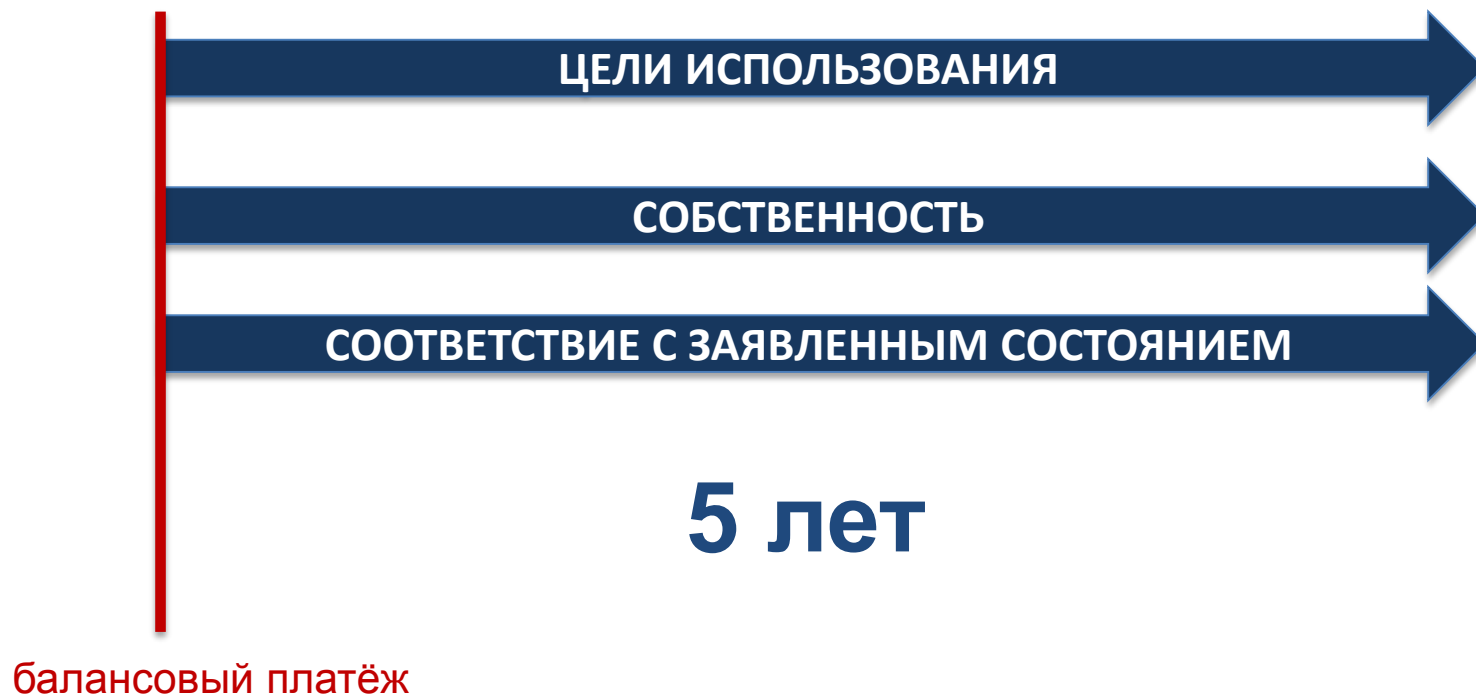 ЦЕЛИ ИСПОЛЬЗОВАНИЯ
СОБСТВЕННОСТЬ
СООТВЕТСТВИЕ С ЗАЯВЛЕННЫМ СОСТОЯНИЕМ
5 лет
балансовый платёж